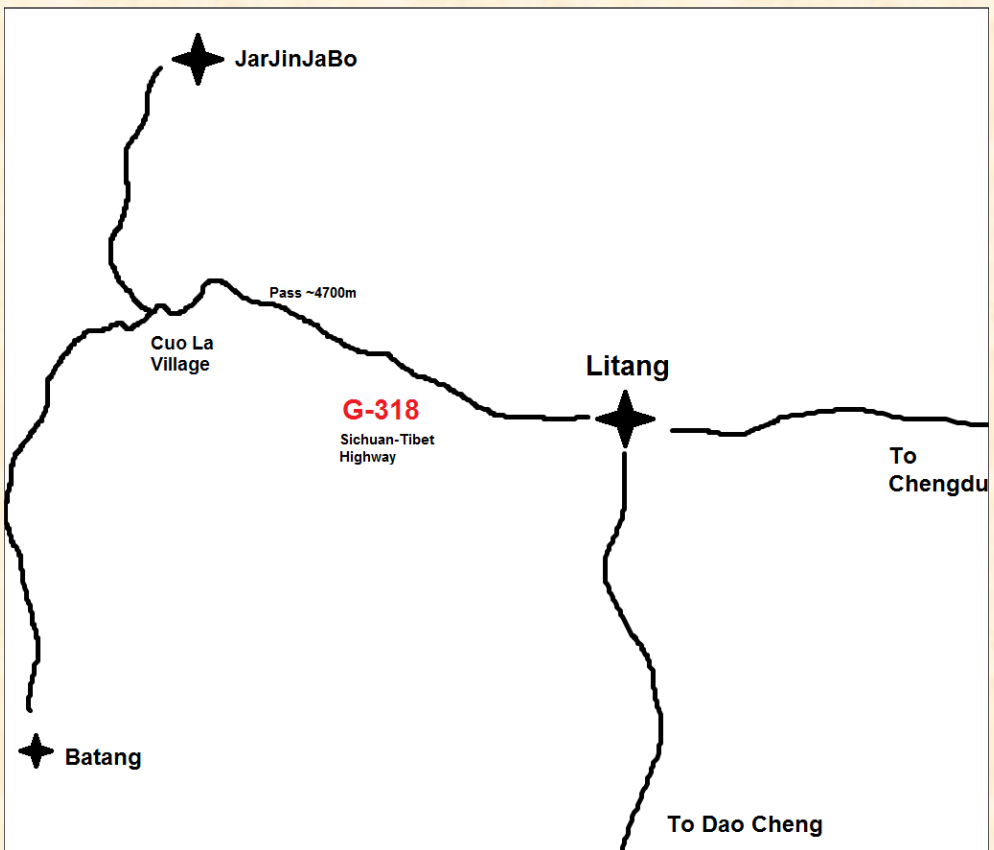 JarJinJaBo
Pass ~4700m
Cuo La
Village
Litang
G-318
Sichuan-Tibet
Highway
To
Chengdu
Batang
To Dao Cheng